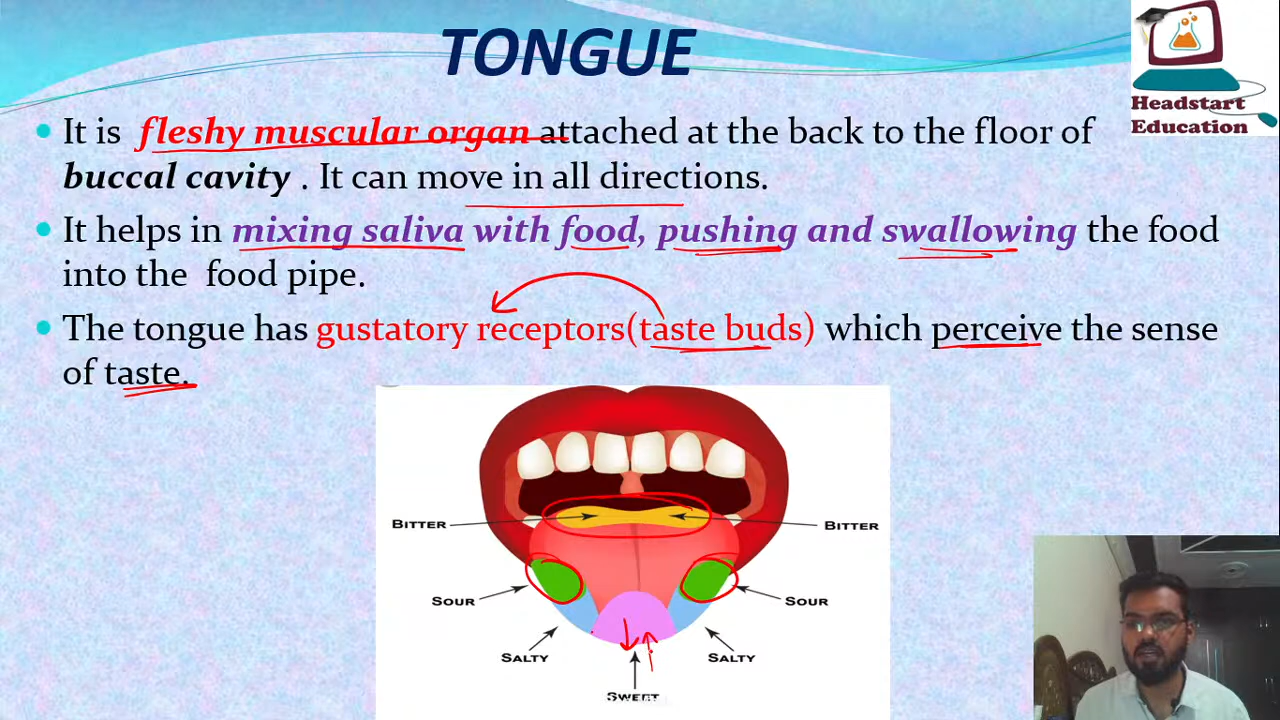 TONGUE
Headstart
Education
• It is fleshy muscular organ attached at the back to the floor of
buccal cavity . It can move in all directions.
• It helps in mixing saliva with food, pushing and swallowing the food
into the food pipe.
• The tongue has gustatory receptors(taste buds) which perceive the sense
of taste.
BITTER BITTER
SOUR SOUR
SALTY SALTY
SWEET